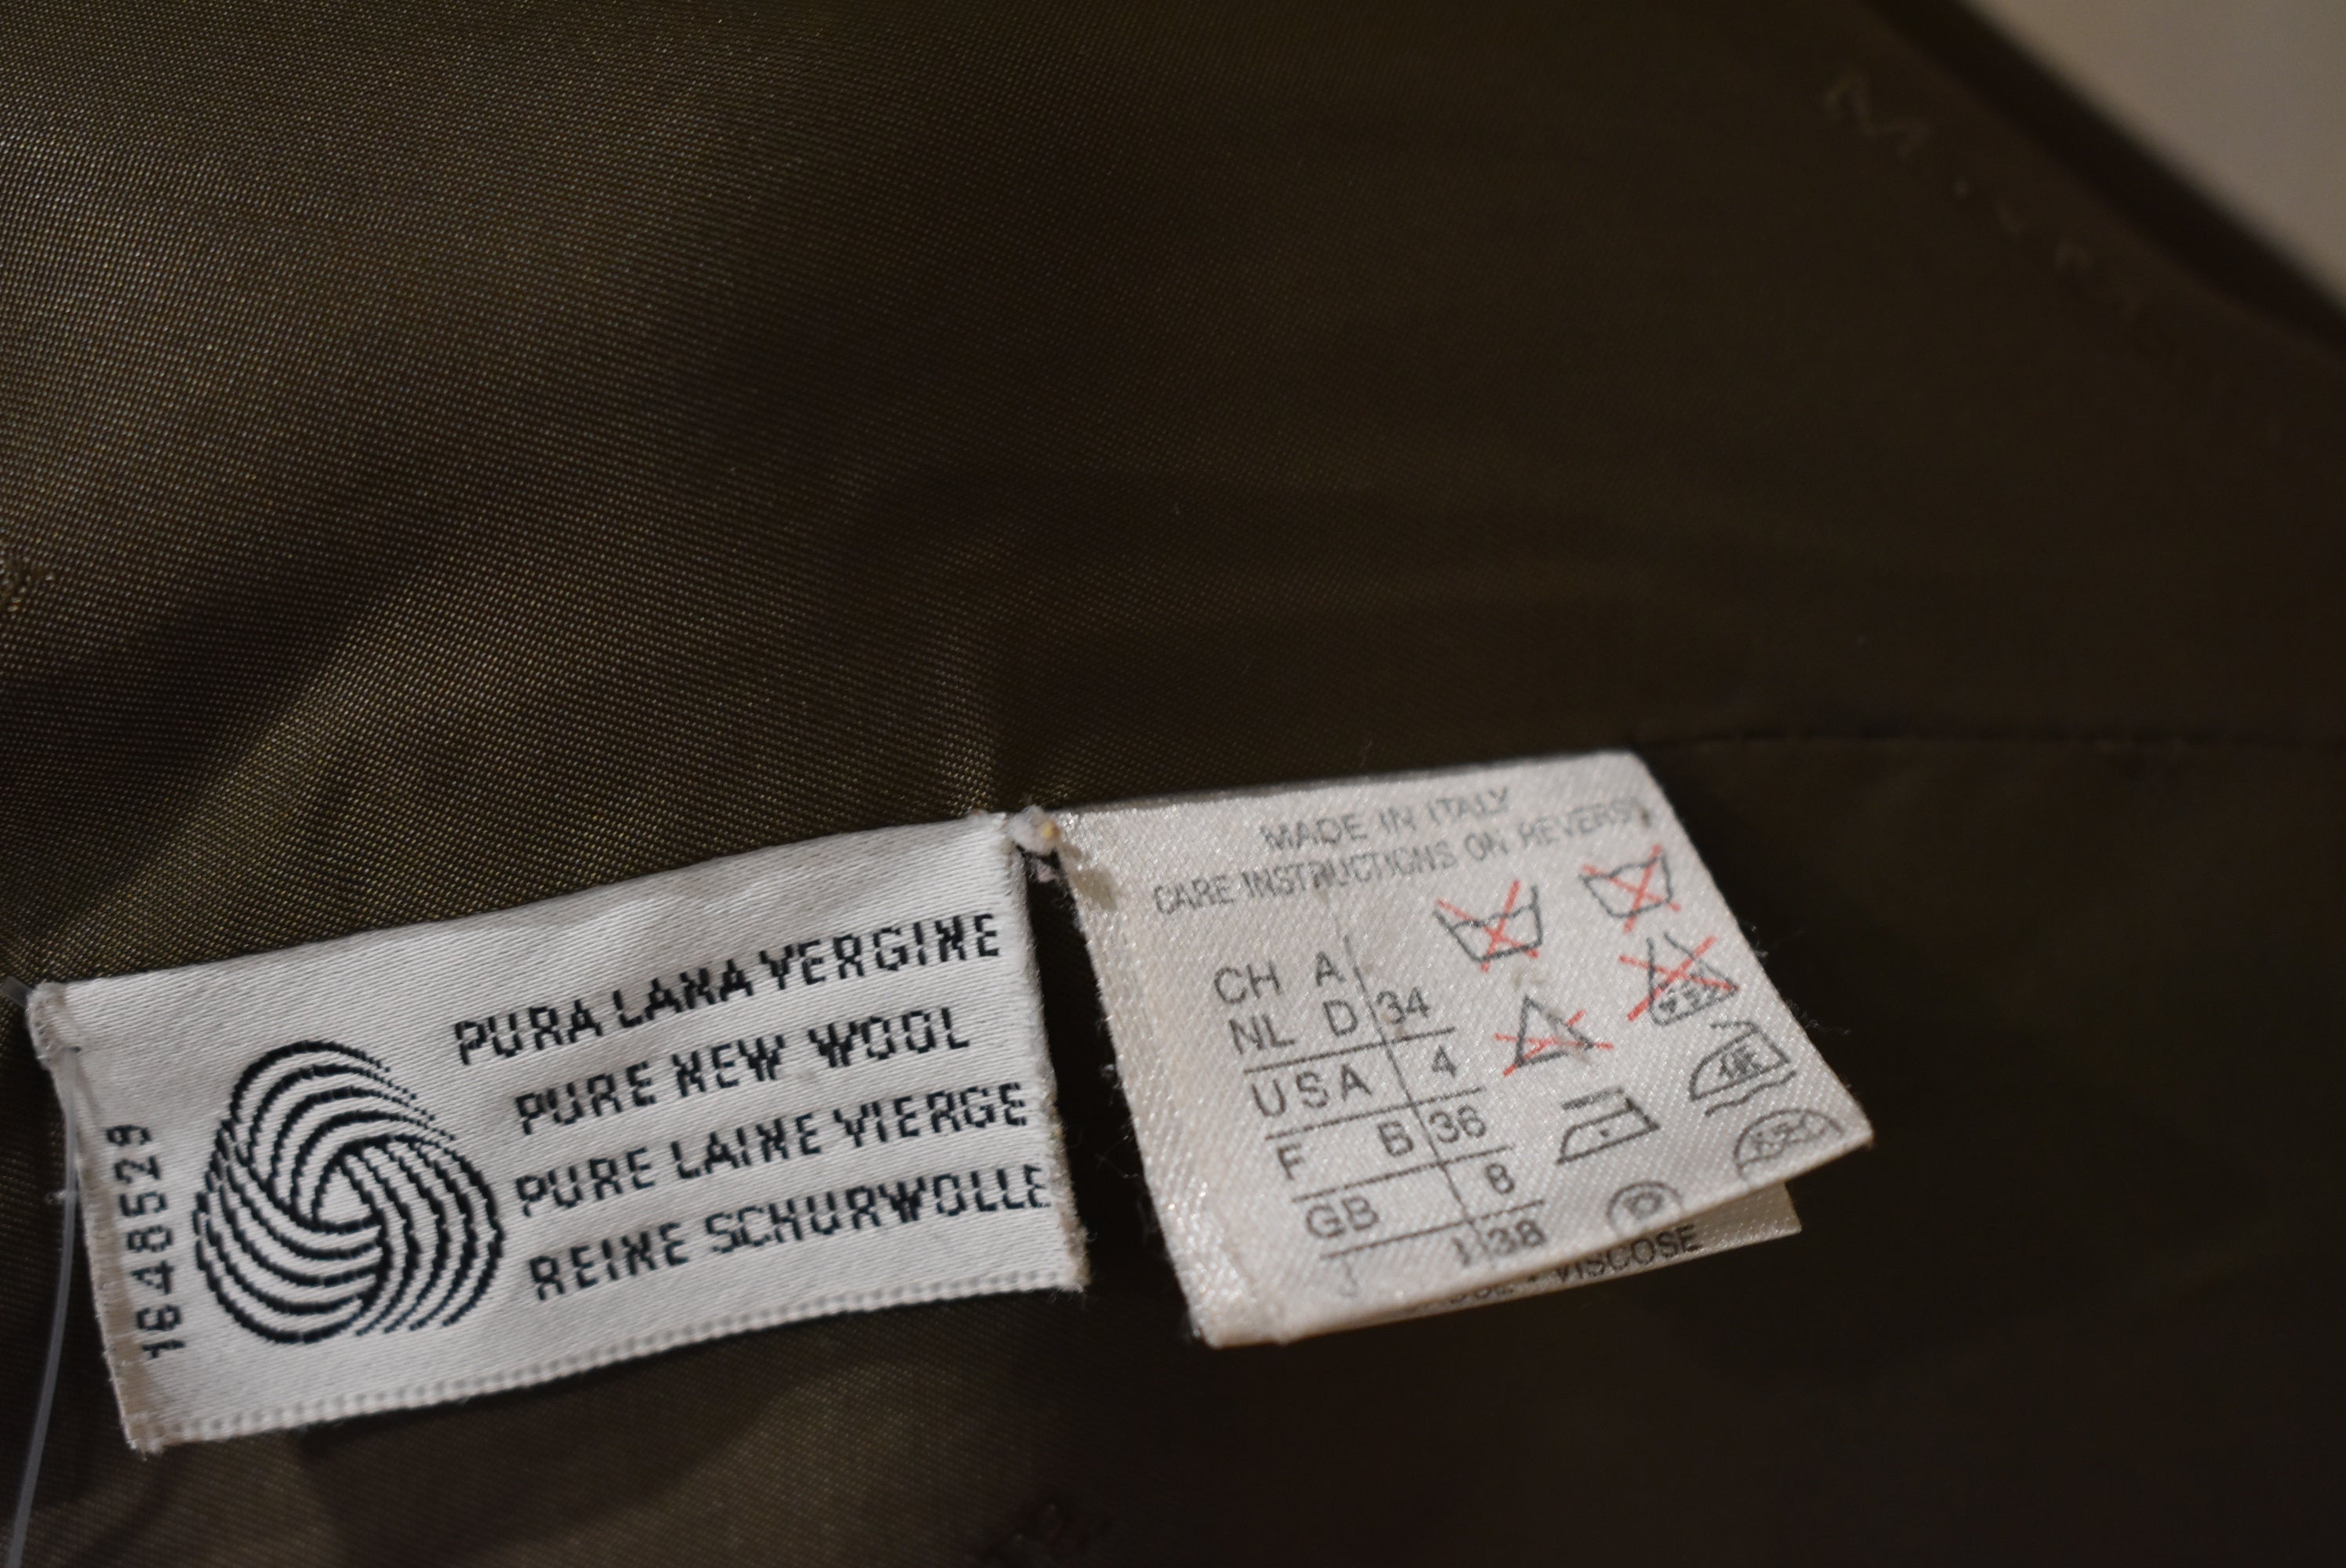 PURA LANA VERGINE
PURE NEW WOOL
PURE LAINE VIERGE
REINE SCHURWOLLE
1648529
MADE IN ITALY
CARE INSTRUCTIONS ON REVERSE
CH A
NL D 34
USA 4
F B 36
GB 8
I 38
P
VISCOSE